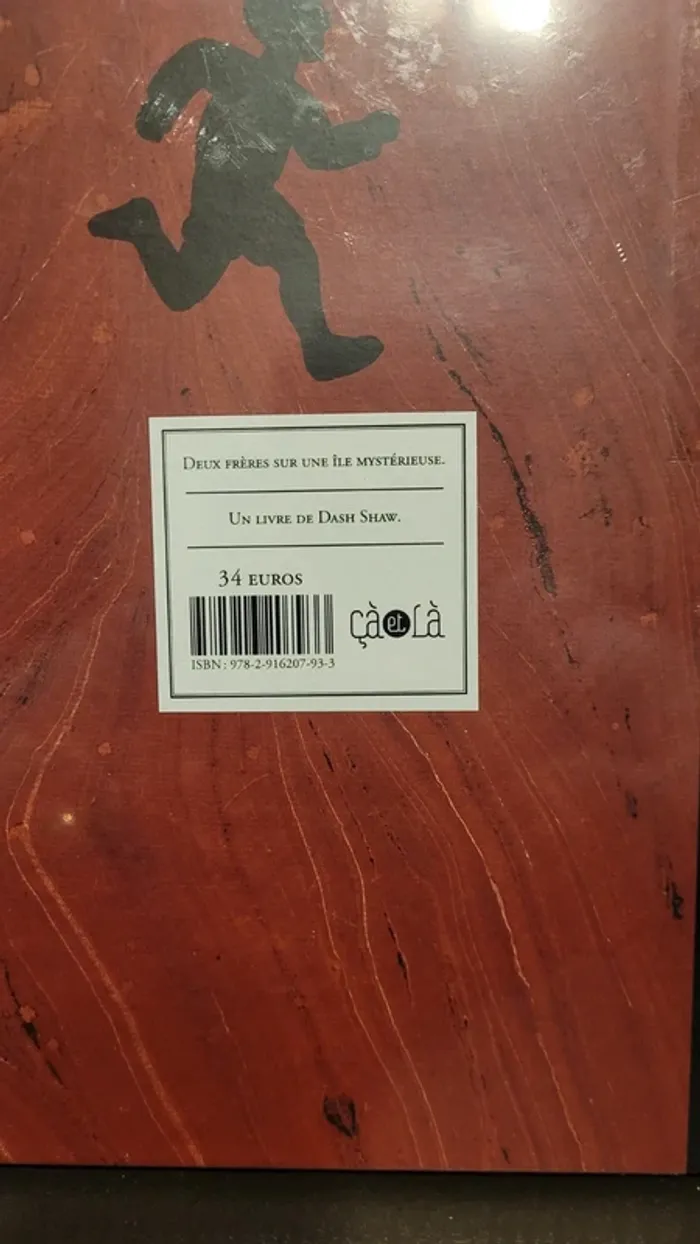 Deux frères sur une île mystérieuse.
Un livre de Dash Shaw.
34 euros
çà et là
ISBN : 978-2-916207-93-3